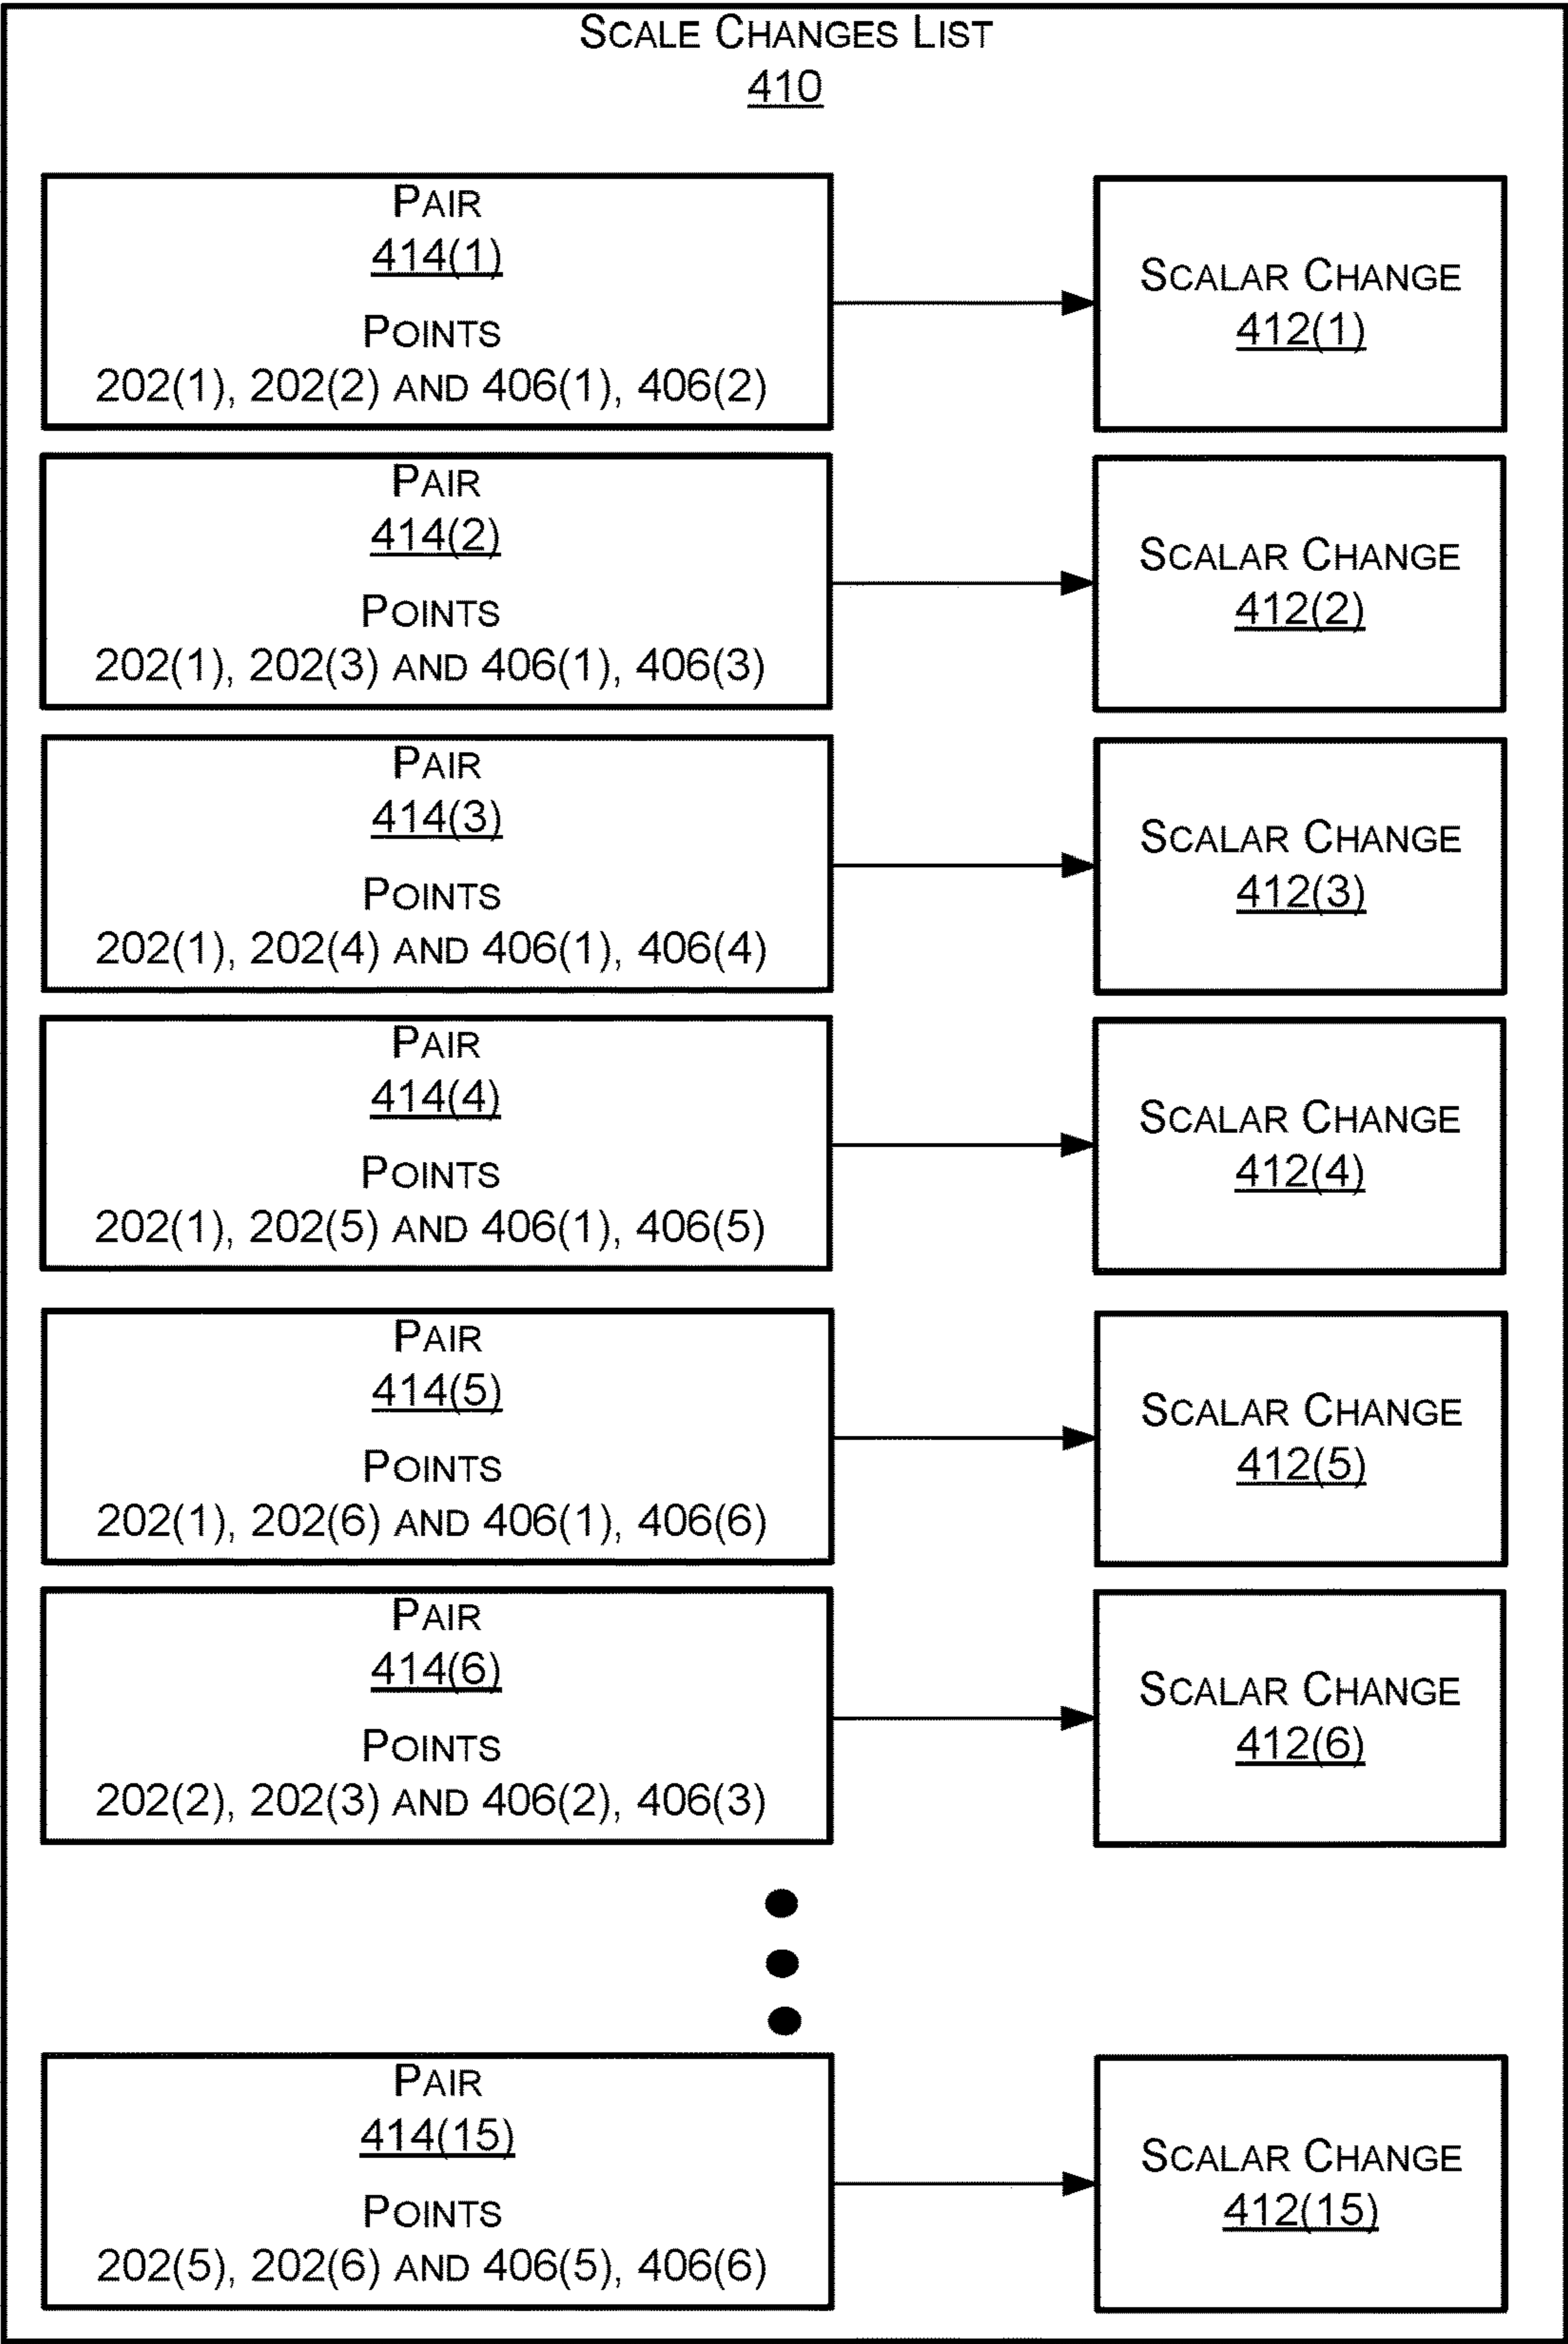 SCALE CHANGES LIST
410
PAIR
414(1)
POINTS
202(1), 202(2) AND 406(1), 406(2)
SCALAR CHANGE
412(1)
PAIR
414(2)
POINTS
202(1), 202(3) AND 406(1), 406(3)
SCALAR CHANGE
412(2)
PAIR
414(3)
POINTS
202(1), 202(4) AND 406(1), 406(4)
SCALAR CHANGE
412(3)
PAIR
414(4)
POINTS
202(1), 202(5) AND 406(1), 406(5)
SCALAR CHANGE
412(4)
PAIR
414(5)
POINTS
202(1), 202(6) AND 406(1), 406(6)
SCALAR CHANGE
412(5)
PAIR
414(6)
POINTS
202(2), 202(3) AND 406(2), 406(3)
SCALAR CHANGE
412(6)
PAIR
414(15)
POINTS
202(5), 202(6) AND 406(5), 406(6)
SCALAR CHANGE
412(15)